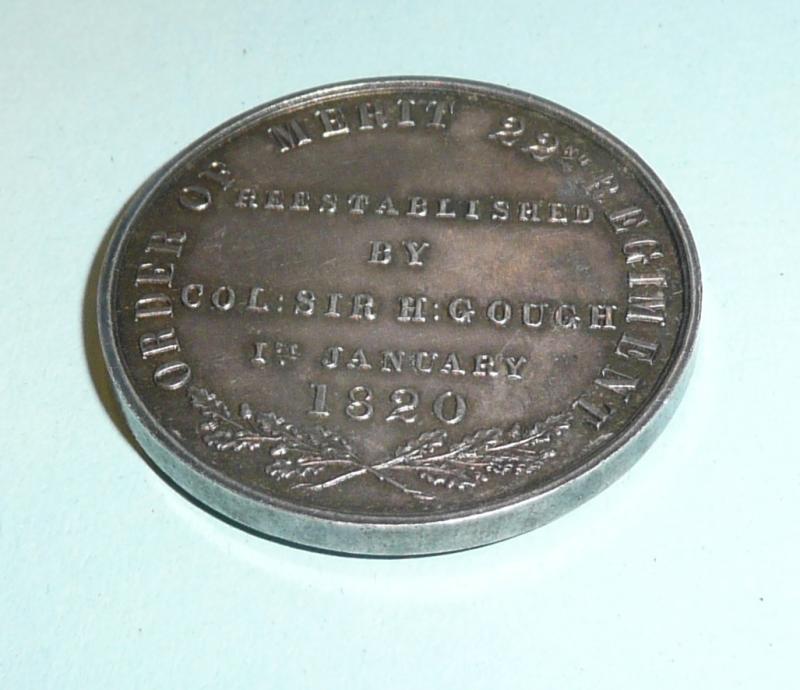 ORDER OF MERIT 22ND REGIMENT
REESTABLISHED
BY
COL: SIR H: GOUGH
1ST JANUARY
1820